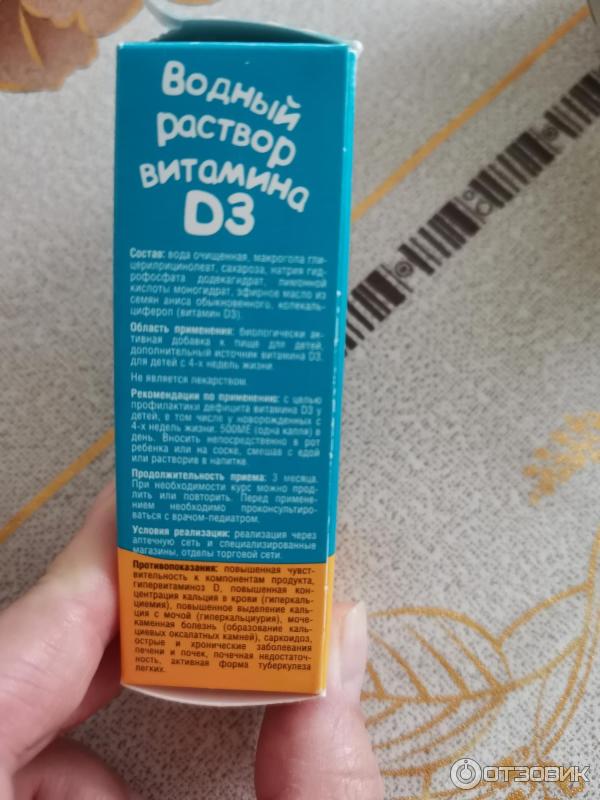 Водный
раствор
витамина
D3
Состав: вода очищенная, макрогола гли-
церилприцинолеат, сахароза, натрия гид-
рофосфата додекагидрат, лимонной
кислоты моногидрат, эфирное масло из
семян аниса обыкновенного, колекаль-
циферол (витамин D3).
Область применения: биологически ак-
тивная добавка к пище для детей,
дополнительный источник витамина D3,
для детей с 4-х недель жизни.
Не является лекарством.
Рекомендации по применению: с целью
профилактики дефицита витамина D3 у
детей, в том числе у новорожденных с
4-х недель жизни: 500МЕ (одна капля) в
день. Вносить непосредственно в рот
ребенка или на соске, смешав с едой
или растворив в напитке.
Продолжительность приема: 3 месяца.
При необходимости курс можно прод-
лить или повторить. Перед примене-
нием необходимо проконсультиро-
ваться с врачом-педиатром.
Условия реализации: реализация через
аптечную сеть и специализированные
магазины, отделы торговой сети.
Противопоказания: повышенная чувст-
вительность к компонентам продукта,
гипервитаминоз D, повышенная кон-
центрация кальция в крови (гиперкаль-
циемия), повышенное выделение каль-
ция с мочой (гиперкальциурия), моче-
каменная болезнь (образование каль-
циевых оксалатных камней), саркоидоз,
острые и хронические заболевания
печени и почек, почечная недостаточ-
ность, активная форма туберкулеза
легких.
ОТЗОВИК